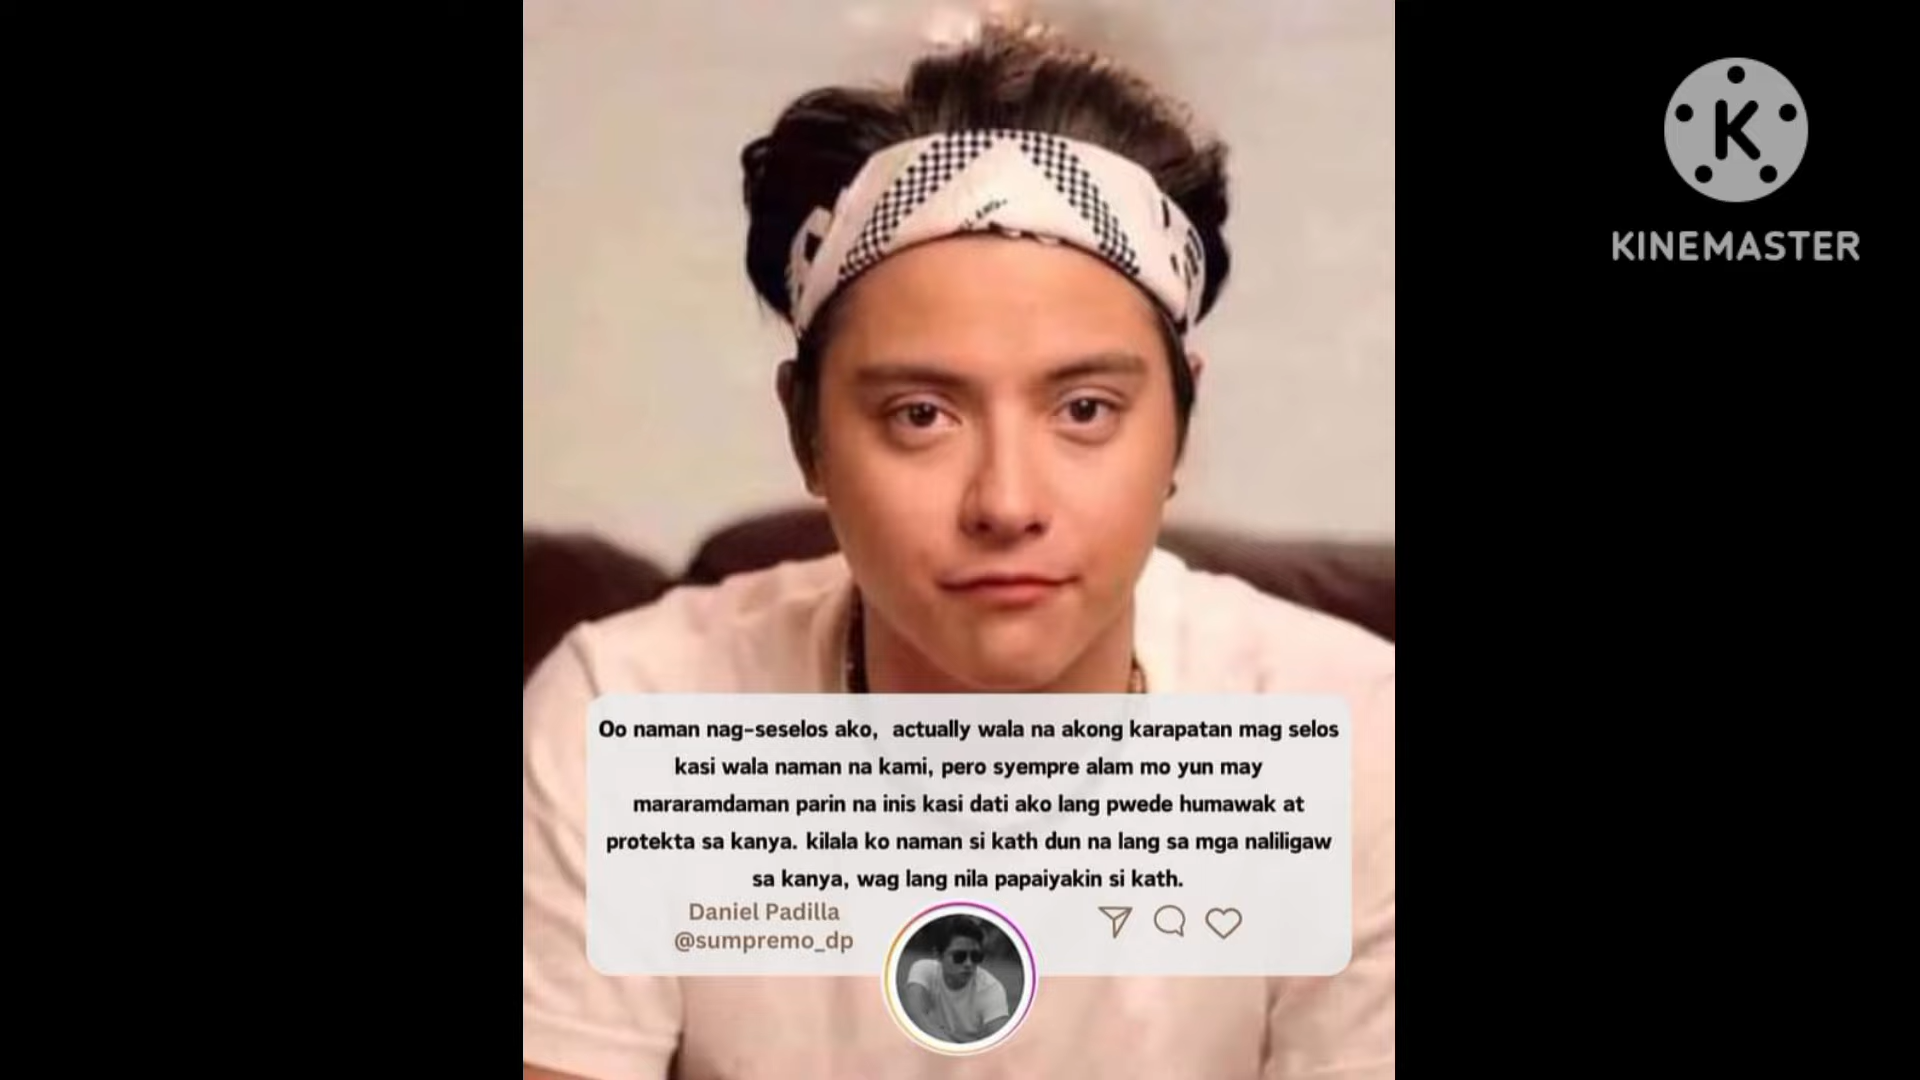 KINEMASTER
Oo naman nag-seselos ako, actually wala na akong karapatan mag selos
kasi wala naman na kami, pero syempre alam mo yun may
mararamdaman parin na inis kasi dati ako lang pwede humawak at
protekta sa kanya. kilala ko naman si kath dun na lang sa mga naliligaw
sa kanya, wag lang nila papaiyakin si kath.
Daniel Padilla
@sumpremo_dp